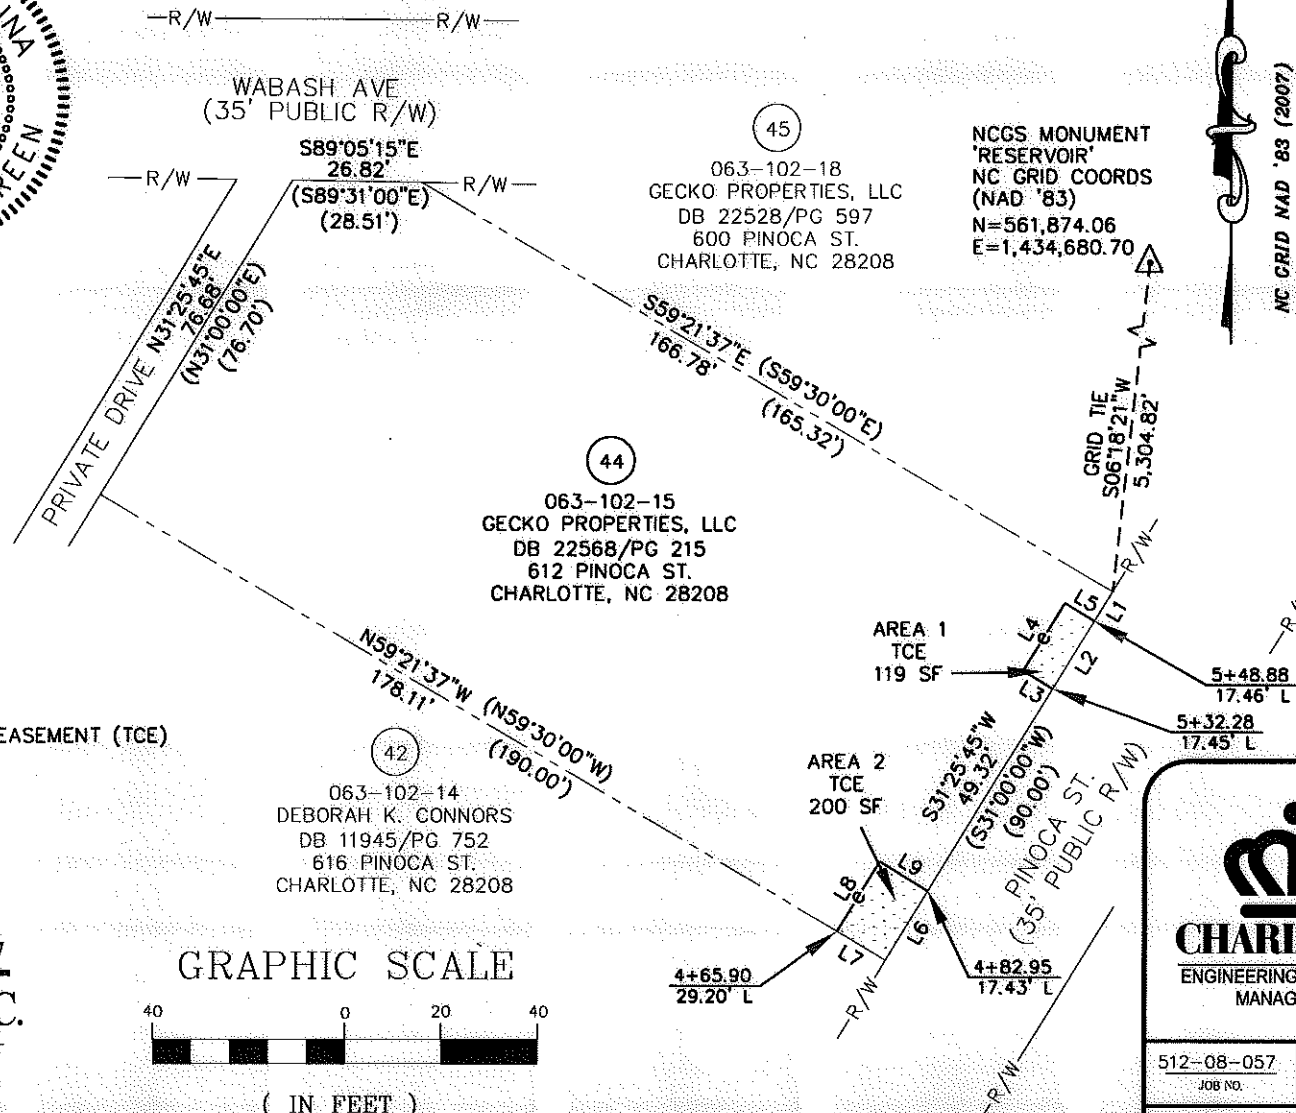 —R/W— —R/W—
WABASH AVE
(35' PUBLIC R/W)
S89°05'15"E
26.82'
(S89°31'00"E)
(28.51')
—R/W—
—R/W—
PRIVATE DRIVE
N31°25'45"E
76.68'
(N31°00'00"E)
(76.70')
45
063-102-18
GECKO PROPERTIES, LLC
DB 22528/PG 597
600 PINOCA ST.
CHARLOTTE, NC 28208
NCGS MONUMENT
'RESERVOIR'
NC GRID COORDS
(NAD '83)
N=561,874.06
E=1,434,680.70
NC GRID NAD '83 (2007)
S59°21'37"E (S59°30'00"E)
166.78' (165.32')
GRID TIE
S06°18'21"W
5,304.82'
44
063-102-15
GECKO PROPERTIES, LLC
DB 22568/PG 215
612 PINOCA ST.
CHARLOTTE, NC 28208
—R/W—
L5
L1
L4
e
L2
L3
AREA 1
TCE
119 SF
5+48.88
17.46' L
5+32.28
17.45' L
N59°21'37"W (N59°30'00"W)
178.11' (190.00')
EASEMENT (TCE)
42
063-102-14
DEBORAH K. CONNORS
DB 11945/PG 752
616 PINOCA ST.
CHARLOTTE, NC 28208
AREA 2
TCE
200 SF
S31°25'45"W
49.32'
(S31°00'00"W)
(90.00')
PINOCA ST.
(35' PUBLIC R/W)
L9
L8
e
L6
L7
4+65.90
29.20' L
4+82.95
17.43' L
—R/W—
—R/W—
GRAPHIC SCALE
40 0 20 40
( IN FEET )
ENGINEERING
512-08-057
JOB NO.